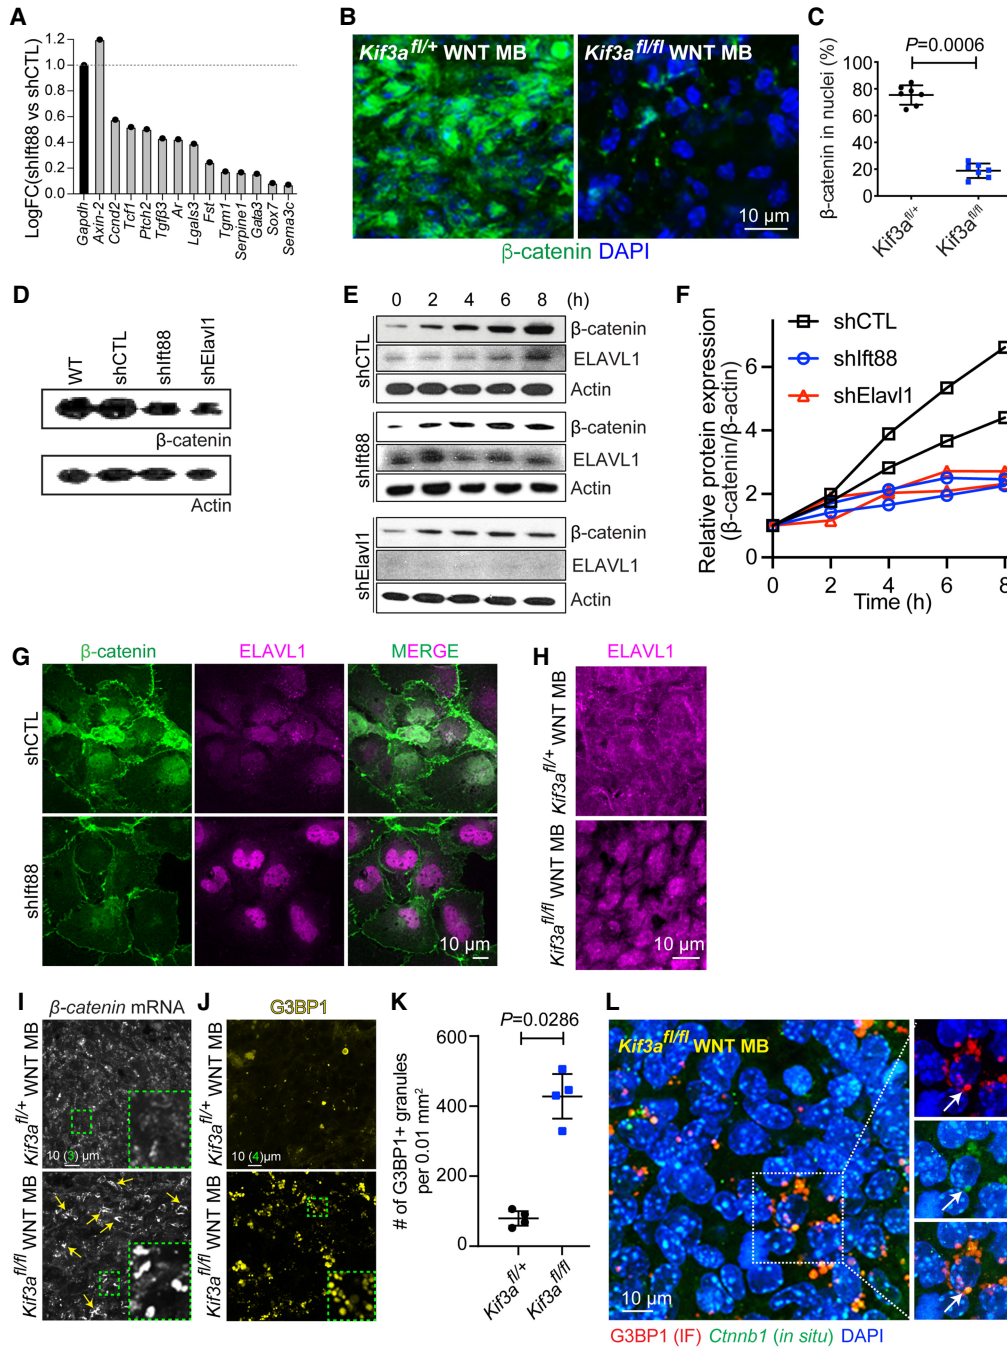 A
LogFC(shIft88 vs shCTL)
1.2
1.0
0.8
0.6
0.4
0.2
0.0
Gapdh
Axin-2
Ccnd2
Tcf1
Ptch2
Tgfβ3
Ar
Lgals3
Fst
Tgm1
Serpine1
Gata3
Sox7
Sema3c
B
Kif3a fl/+ WNT MB
Kif3a fl/fl WNT MB
10 µm
β-catenin DAPI
C
P=0.0006
β-catenin in nuclei (%)
100
80
60
40
20
0
Kif3a fl/+
Kif3a fl/fl
D
WT
shCTL
shIft88
shElavl1
β-catenin
Actin
E
0 2 4 6 8 (h)
shCTL
β-catenin
ELAVL1
Actin
shIft88
β-catenin
ELAVL1
Actin
shElavl1
β-catenin
ELAVL1
Actin
F
shCTL
shIft88
shElavl1
Relative protein expression
(β-catenin/β-actin)
6
4
2
0
0 2 4 6 8
Time (h)
G
β-catenin
ELAVL1
MERGE
shCTL
shIft88
10 µm
H
ELAVL1
Kif3a fl/+ WNT MB
Kif3a fl/fl WNT MB
10 µm
I
β-catenin mRNA
Kif3a fl/+ WNT MB
10 (3) µm
Kif3a fl/fl WNT MB
J
G3BP1
Kif3a fl/+ WNT MB
10 (4)µm
Kif3a fl/fl WNT MB
K
P=0.0286
# of G3BP1+ granules
per 0.01 mm²
600
400
200
0
Kif3a fl/+
Kif3a fl/fl
L
Kif3a fl/fl WNT MB
10 µm
G3BP1 (IF) Ctnnb1 (in situ) DAPI